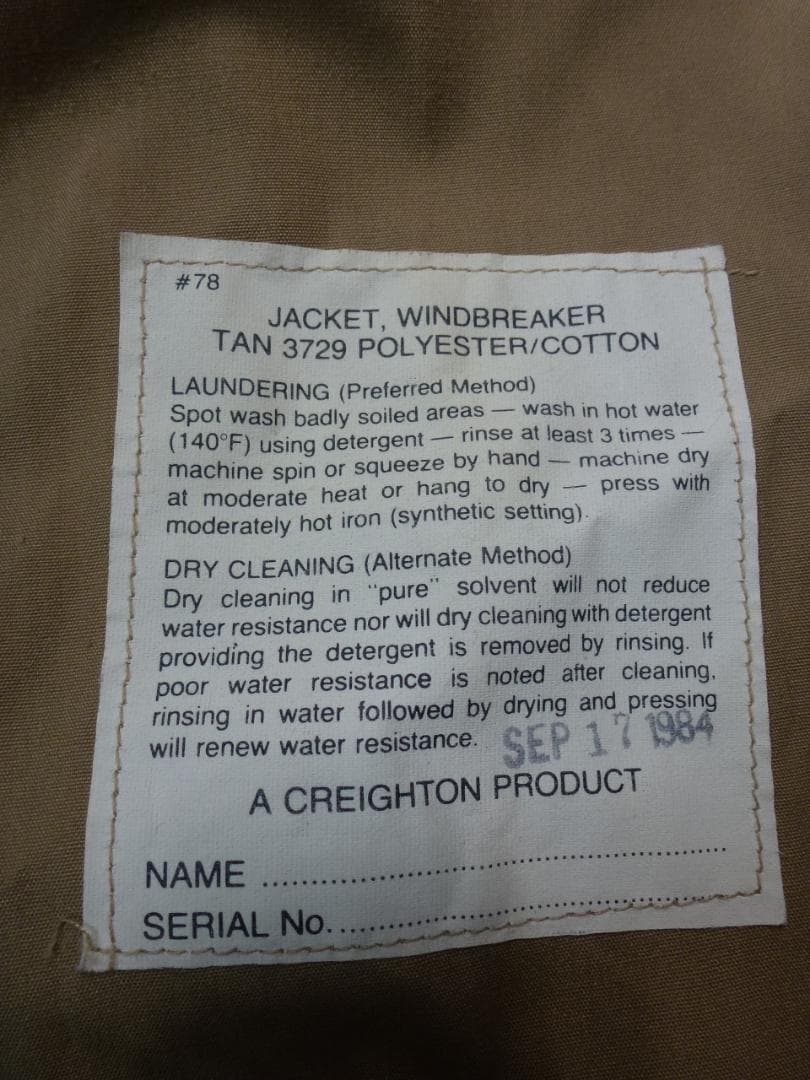 #78
JACKET, WINDBREAKER
TAN 3729 POLYESTER/COTTON
LAUNDERING (Preferred Method)
Spot wash badly soiled areas — wash in hot water
(140°F) using detergent — rinse at least 3 times —
machine spin or squeeze by hand — machine dry
at moderate heat or hang to dry — press with
moderately hot iron (synthetic setting).
DRY CLEANING (Alternate Method)
Dry cleaning in "pure" solvent will not reduce
water resistance nor will dry cleaning with detergent
providing the detergent is removed by rinsing. If
poor water resistance is noted after cleaning,
rinsing in water followed by drying and pressing
will renew water resistance.
SEP 17 1984
A CREIGHTON PRODUCT
NAME ........................................................
SERIAL No. ................................................